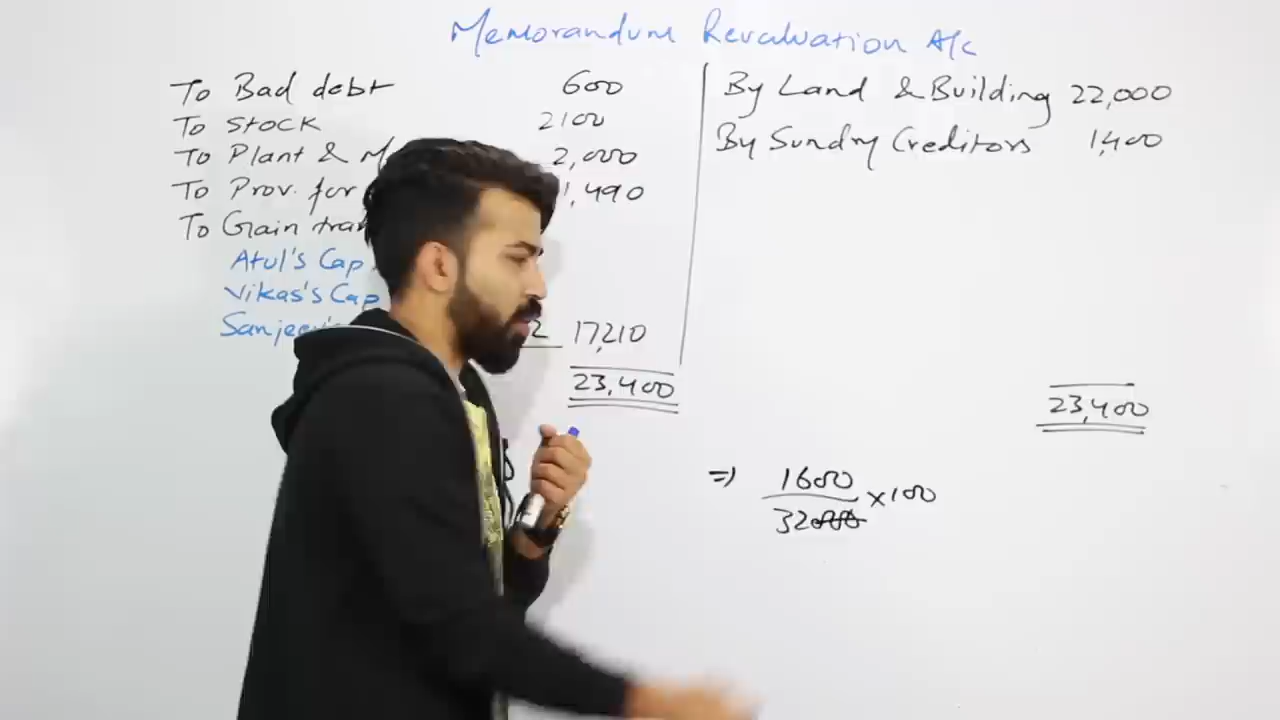 Memorandum Revaluation A/c
To Bad debt 600
To Stock 2100
To Plant & 2,000
To Prov. for 1,490
To Gain
Atul's Cap
Vikas's Cap
17,210
23,400
By Land & Building 22,000
By Sundry Creditors 1,400
23,400
=> 1600
32000 ×100